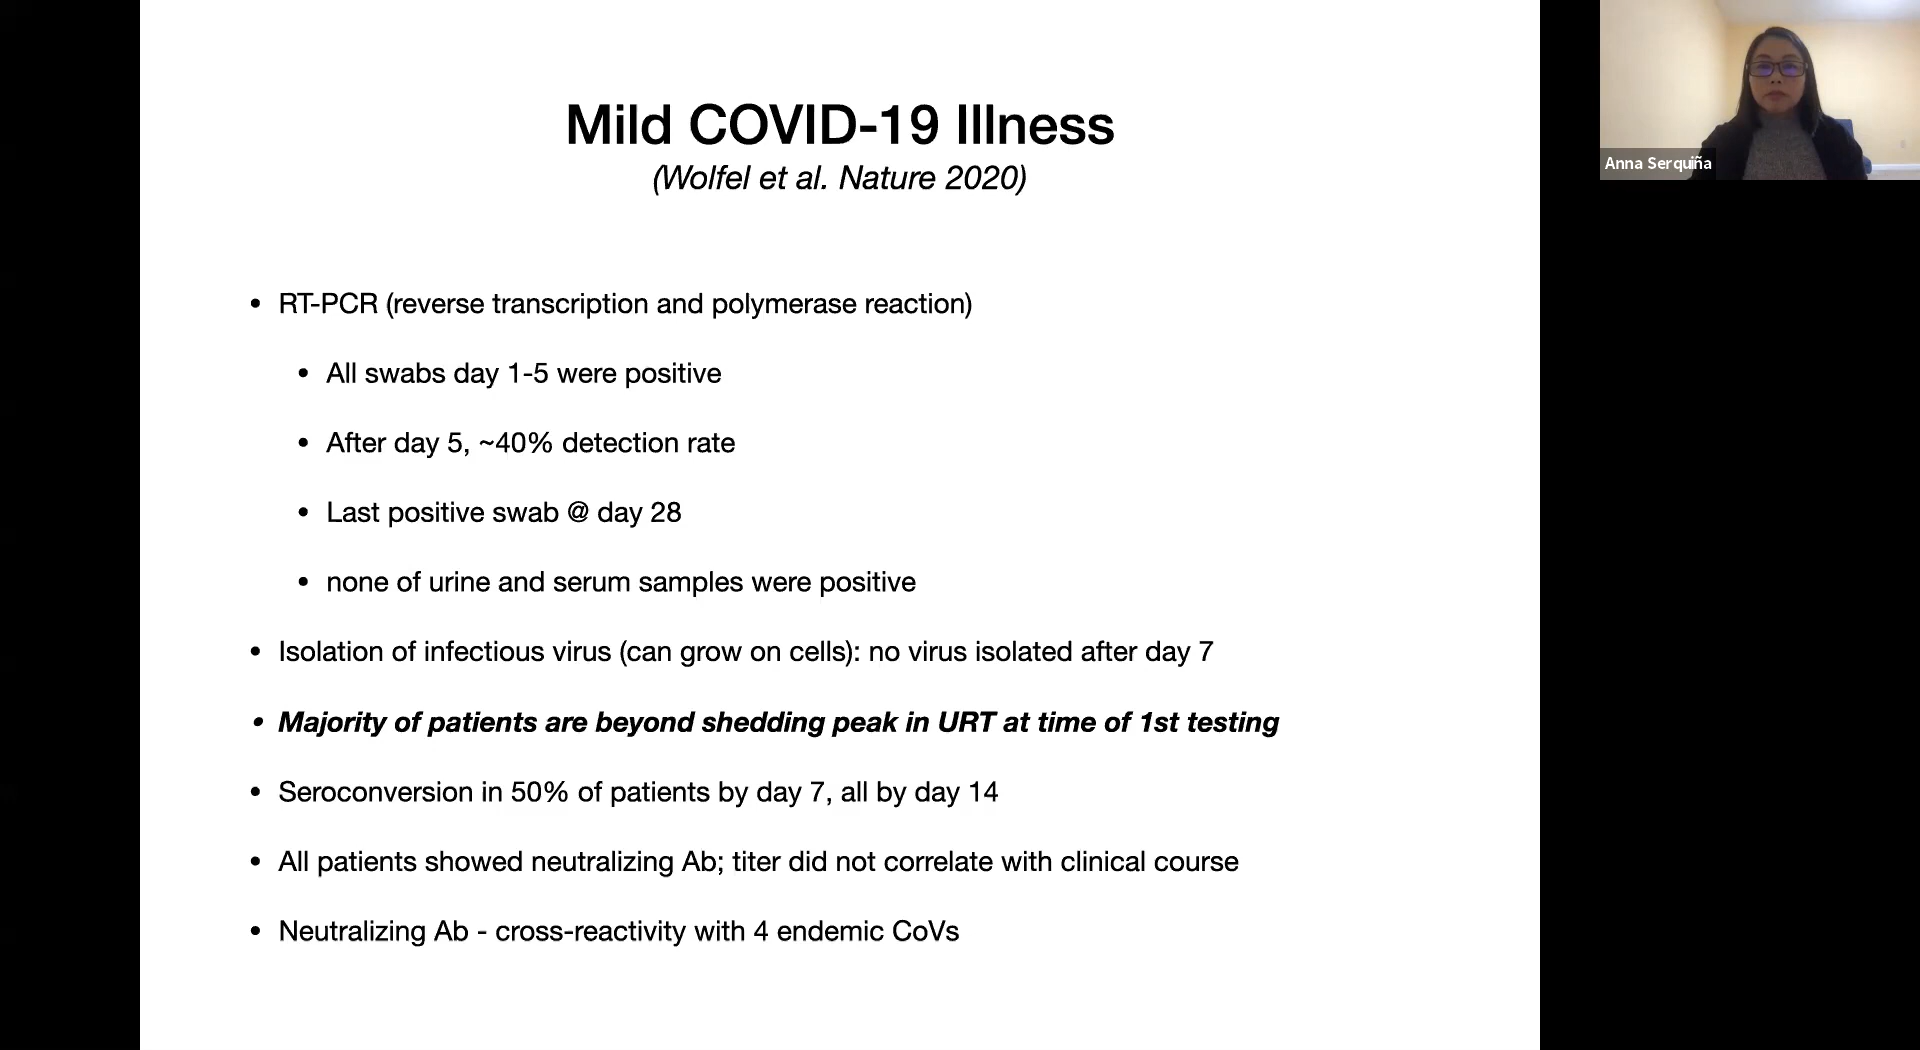 Mild COVID-19 Illness
(Wolfel et al. Nature 2020)
• RT-PCR (reverse transcription and polymerase reaction)
• All swabs day 1-5 were positive
• After day 5, ~40% detection rate
• Last positive swab @ day 28
• none of urine and serum samples were positive
• Isolation of infectious virus (can grow on cells): no virus isolated after day 7
• Majority of patients are beyond shedding peak in URT at time of 1st testing
• Seroconversion in 50% of patients by day 7, all by day 14
• All patients showed neutralizing Ab; titer did not correlate with clinical course
• Neutralizing Ab - cross-reactivity with 4 endemic CoVs
Anna Serquiña